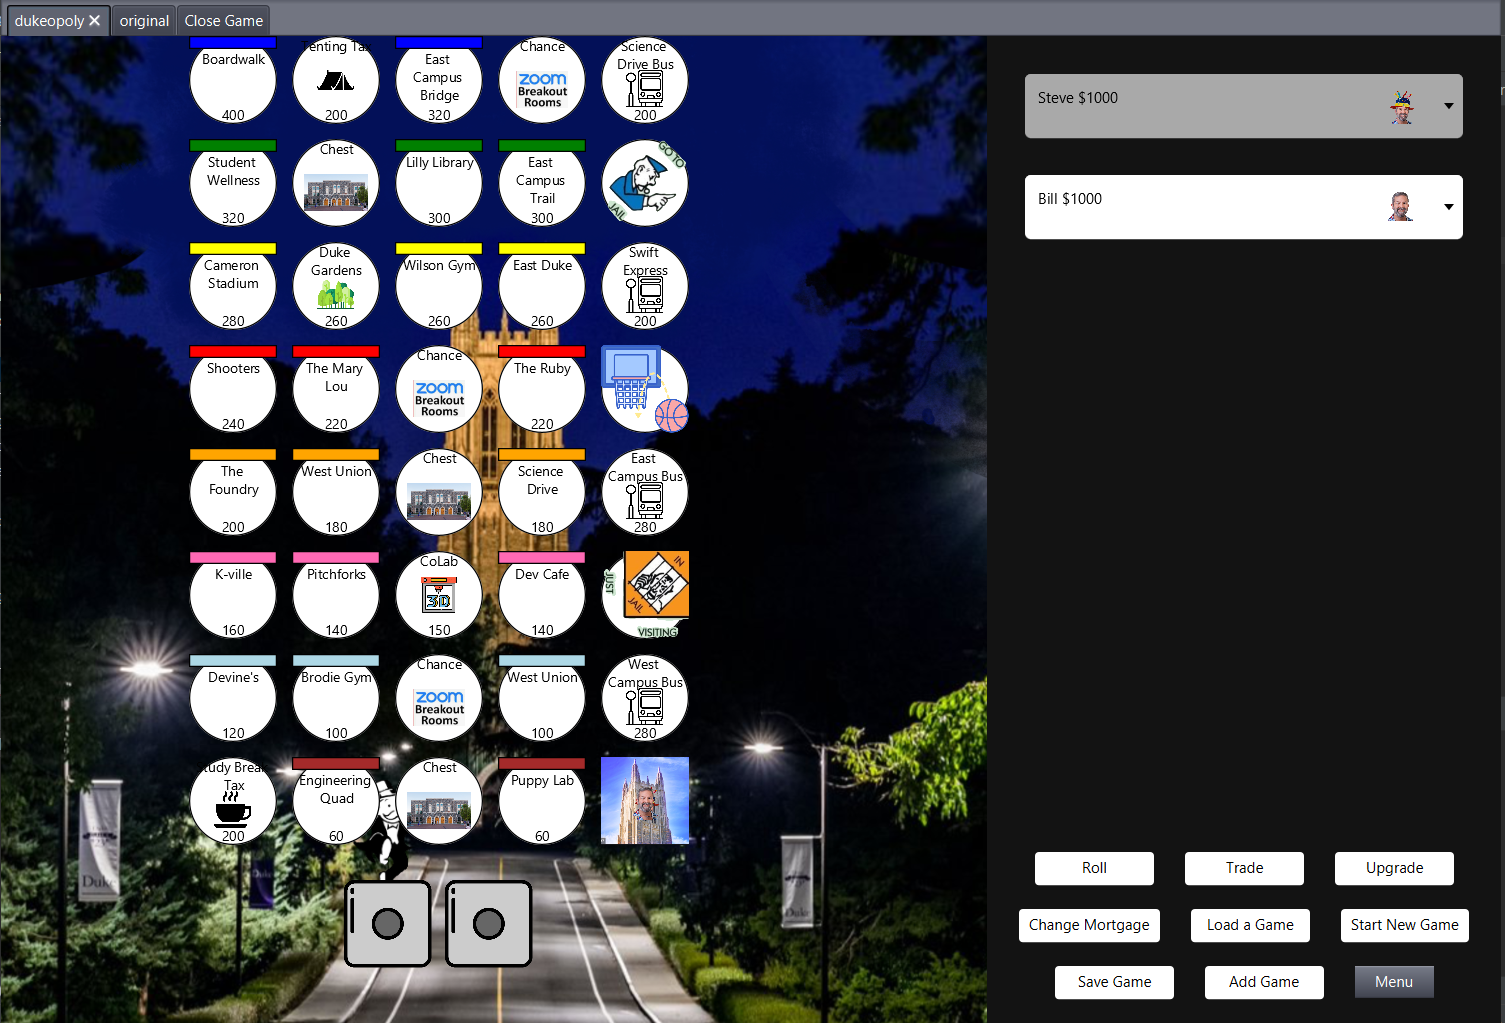 dukeopoly
original
Close Game
Boardwalk
400
Tenting Tax
200
East
Campus
Bridge
320
Chance
zoom
Breakout
Rooms
Science
Drive Bus
200
Student
Wellness
320
Chest
Lilly Library
300
East
Campus
Trail
300
GO TO
JAIL
Cameron
Stadium
280
Duke
Gardens
260
Wilson Gym
260
East Duke
260
Swift
Express
200
Shooters
240
The Mary
Lou
220
Chance
zoom
Breakout
Rooms
The Ruby
220
The
Foundry
200
West Union
180
Chest
Science
Drive
180
East
Campus Bus
280
K-ville
160
Pitchforks
140
CoLab
3D
150
Dev Cafe
140
IN
JAIL
JUST
VISITING
Devine's
120
Brodie Gym
100
Chance
zoom
Breakout
Rooms
West Union
100
West
Campus Bus
280
tudy Brea
Tax
200
Engineering
Quad
60
Chest
Puppy Lab
60
Duke
Steve $1000
Bill $1000
Roll
Trade
Upgrade
Change Mortgage
Load a Game
Start New Game
Save Game
Add Game
Menu